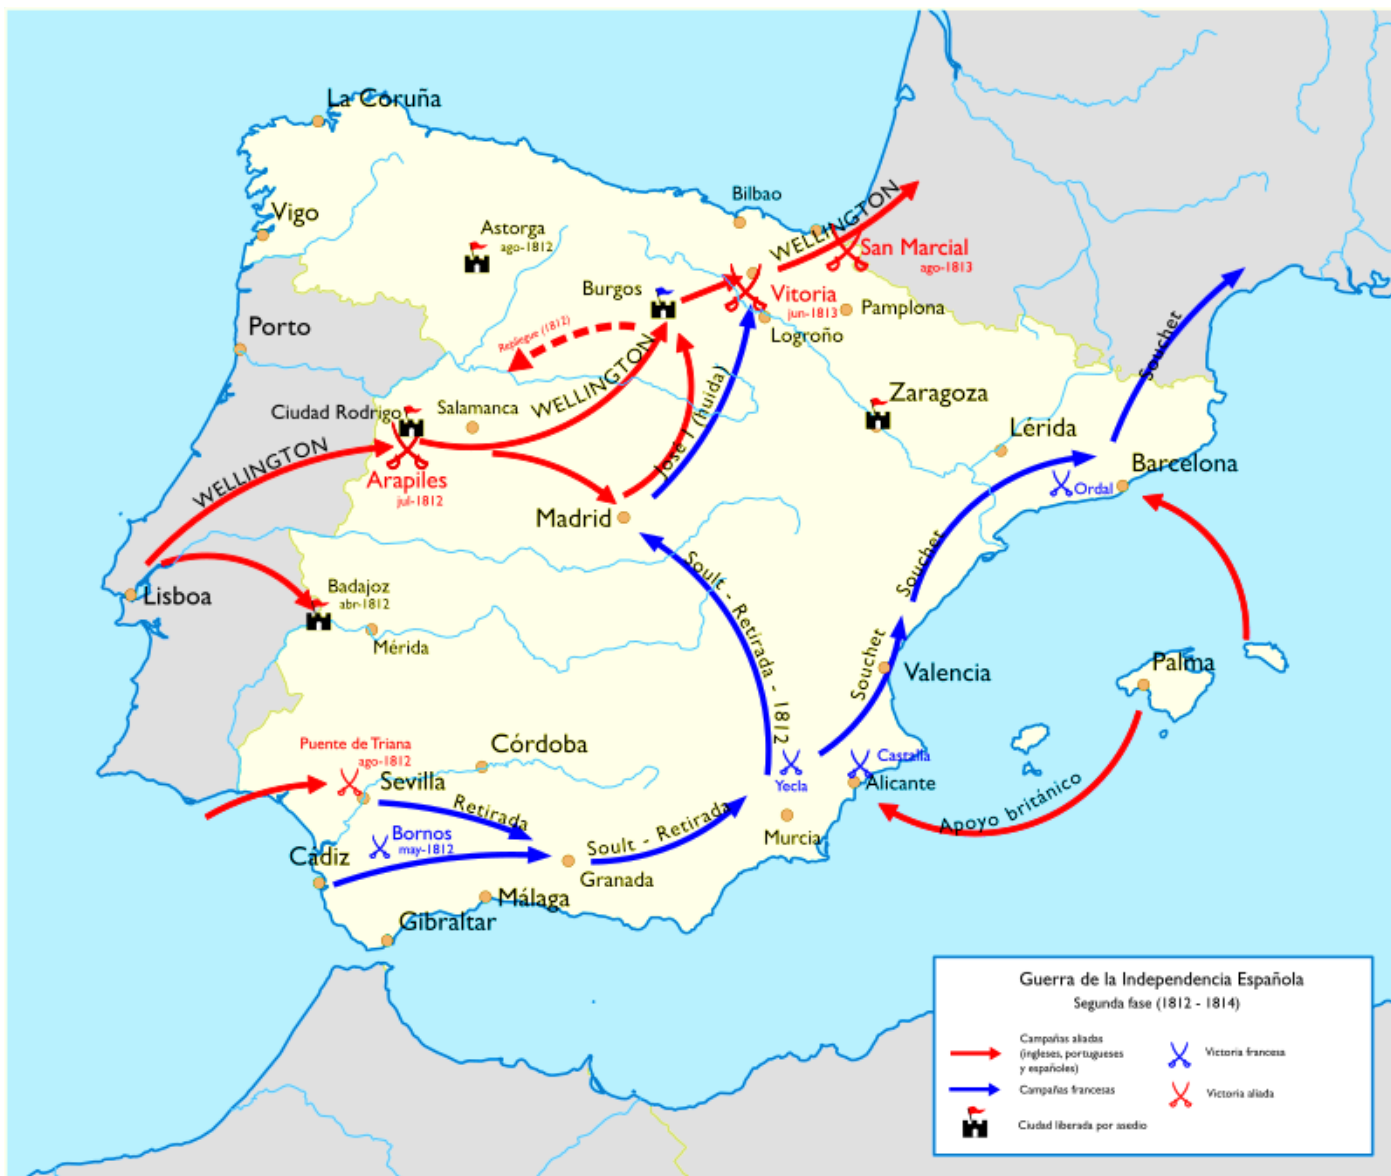 La Coruña
Vigo
Astorga
ago-1812
Bilbao
WELLINGTON
San Marcial
ago-1813
Burgos
Vitoria
jun-1813
Pamplona
Logroño
Porto
Repliegue (1812)
WELLINGTON
Souchet
Ciudad Rodrigo
Salamanca
José I (huida)
Zaragoza
Lérida
WELLINGTON
Arapiles
jul-1812
Barcelona
Ordal
Madrid
Lisboa
Badajoz
abr-1812
Mérida
Soult - Retirada - 1812
Souchet
Souchet
Valencia
Palma
Puente de Triana
ago-1812
Córdoba
Sevilla
Retirada
Yecla
Castalla
Alicante
Apoyo británico
Bornos
may-1812
Soult - Retirada
Murcia
Cádiz
Granada
Málaga
Gibraltar
Guerra de la Independencia Española
Segunda fase (1812 - 1814)
Campañas aliadas
(ingleses, portugueses
y españoles)
Victoria francesa
Campañas francesas
Victoria aliada
Ciudad liberada por asedio